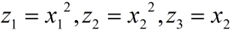 z₁ = x₁², z₂ = x₂², z₃ = x₂